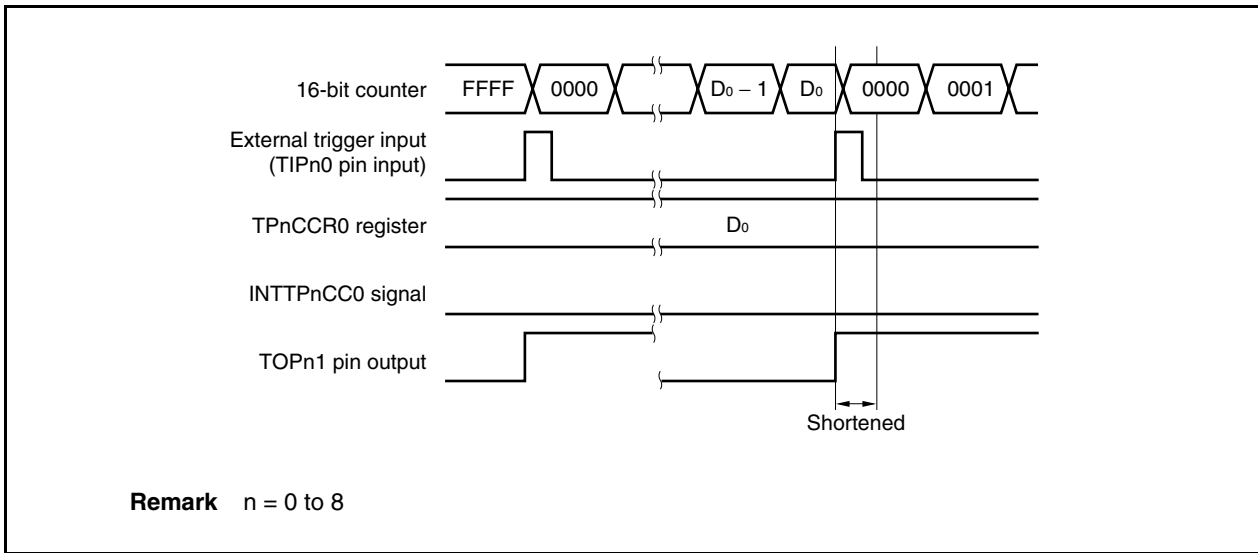 16-bit counter FFFF 0000 D0 − 1 D0 0000 0001
External trigger input
(TIPn0 pin input)
TPnCCR0 register D0
INTTPnCC0 signal
TOPn1 pin output
Shortened
Remark n = 0 to 8